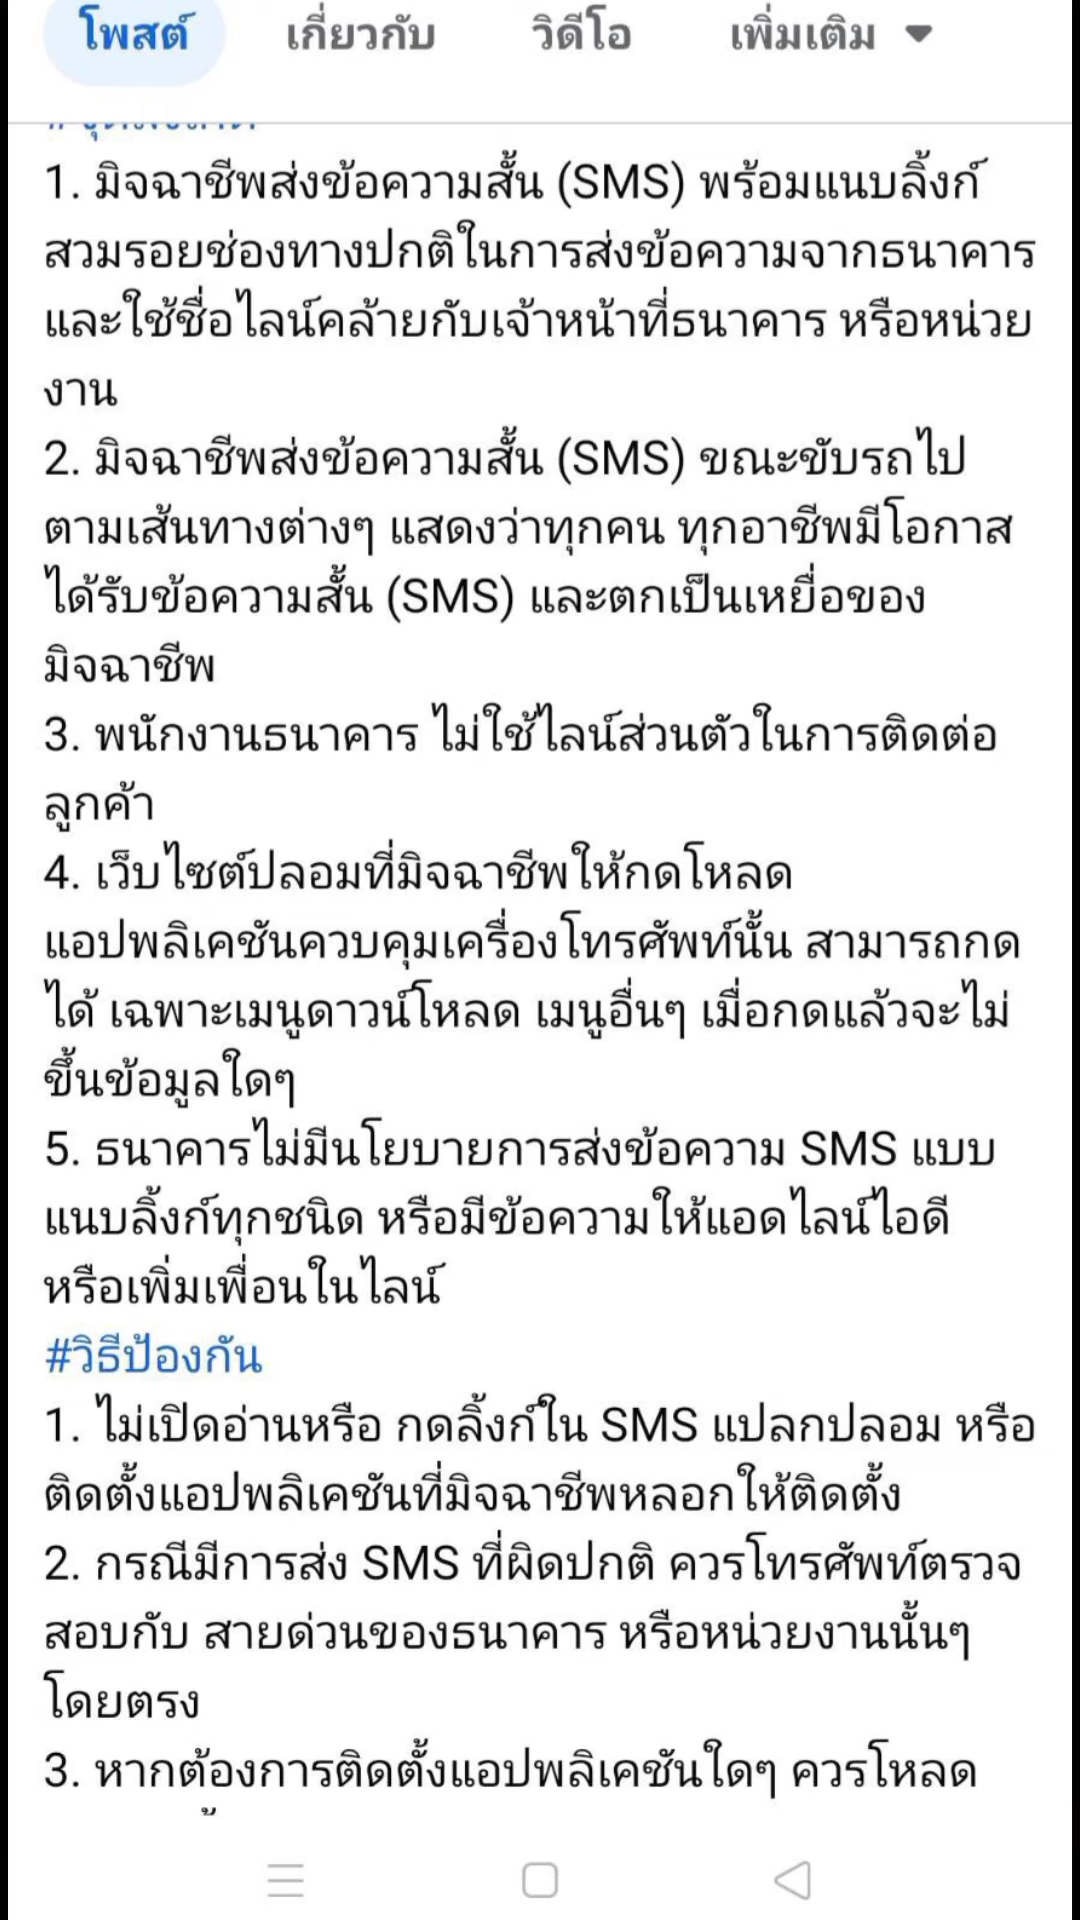 โพสต์ เกี่ยวกับ วิดีโอ เพิ่มเติม
1. มิจฉาชีพส่งข้อความสั้น (SMS) พร้อมแนบลิ้งก์
สวมรอยช่องทางปกติในการส่งข้อความจากธนาคาร
และใช้ชื่อไลน์คล้ายกับเจ้าหน้าที่ธนาคาร หรือหน่วย
งาน
2. มิจฉาชีพส่งข้อความสั้น (SMS) ขณะขับรถไป
ตามเส้นทางต่างๆ แสดงว่าทุกคน ทุกอาชีพมีโอกาส
ได้รับข้อความสั้น (SMS) และตกเป็นเหยื่อของ
มิจฉาชีพ
3. พนักงานธนาคาร ไม่ใช้ไลน์ส่วนตัวในการติดต่อ
ลูกค้า
4. เว็บไซต์ปลอมที่มิจฉาชีพให้กดโหลด
แอปพลิเคชันควบคุมเครื่องโทรศัพท์นั้น สามารถกด
ได้ เฉพาะเมนูดาวน์โหลด เมนูอื่นๆ เมื่อกดแล้วจะไม่
ขึ้นข้อมูลใดๆ
5. ธนาคารไม่มีนโยบายการส่งข้อความ SMS แบบ
แนบลิ้งก์ทุกชนิด หรือมีข้อความให้แอดไลน์ไอดี
หรือเพิ่มเพื่อนในไลน์
#วิธีป้องกัน
1. ไม่เปิดอ่านหรือ กดลิ้งก์ใน SMS แปลกปลอม หรือ
ติดตั้งแอปพลิเคชันที่มิจฉาชีพหลอกให้ติดตั้ง
2. กรณีมีการส่ง SMS ที่ผิดปกติ ควรโทรศัพท์ตรวจ
สอบกับ สายด่วนของธนาคาร หรือหน่วยงานนั้นๆ
โดยตรง
3. หากต้องการติดตั้งแอปพลิเคชันใดๆ ควรโหลด